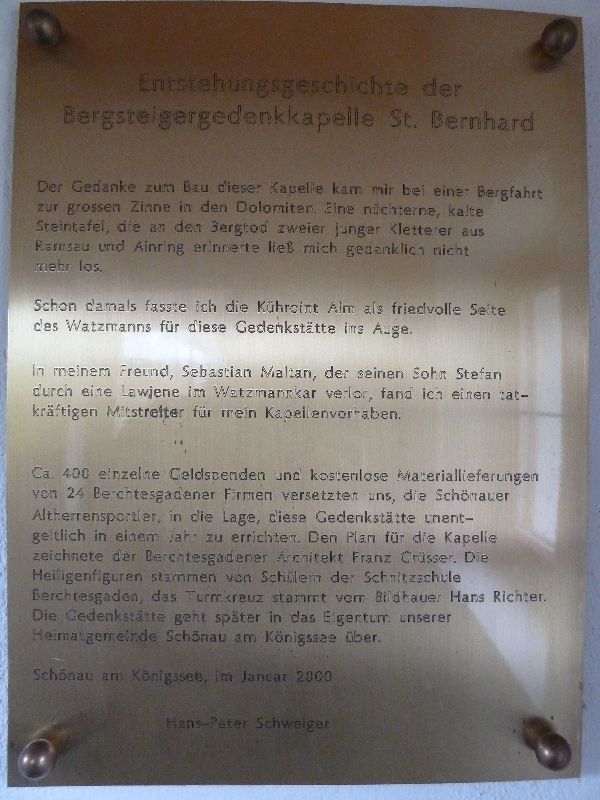 Entstehungsgeschichte der
Bergsteigergedenkkapelle St. Bernhard
Der Gedanke zum Bau dieser Kapelle kam mir bei einer Bergfahrt
zur grossen Zinne in den Dolomiten. Eine nüchterne, kalte
Steintafel, die an den Bergtod zweier junger Kletterer aus
Ramsau und Ainring erinnerte ließ mich gedanklich nicht
mehr los.
Schon damals fasste ich die Kühroint Alm als friedvolle Seite
des Watzmanns für diese Gedenkstätte ins Auge.
In meinem Freund, Sebastian Maltan, der seinen Sohn Stefan
durch eine Lawiene im Watzmannkar verlor, fand ich einen tat-
kräftigen Mitstreiter für mein Kapellenvorhaben.
Ca. 400 einzelne Geldspenden und kostenlose Materiallieferungen
von 24 Berchtesgadener Firmen versetzten uns, die Schönauer
Altherrensportler, in die Lage, diese Gedenkstätte unent-
geltlich in einem Jahr zu errichten. Den Plan für die Kapelle
zeichnete der Berchtesgadener Architekt Franz Grüsser. Die
Heiligenfiguren stammen von Schülern der Schnitzschule
Berchtesgaden, das Turmkreuz stammt vom Bildhauer Hans Richter.
Die Gedenkstätte geht später in das Eigentum unserer
Heimatgemeinde Schönau am Königssee über.
Schönau am Königssee, im Januar 2000
Hans-Peter Schweiger